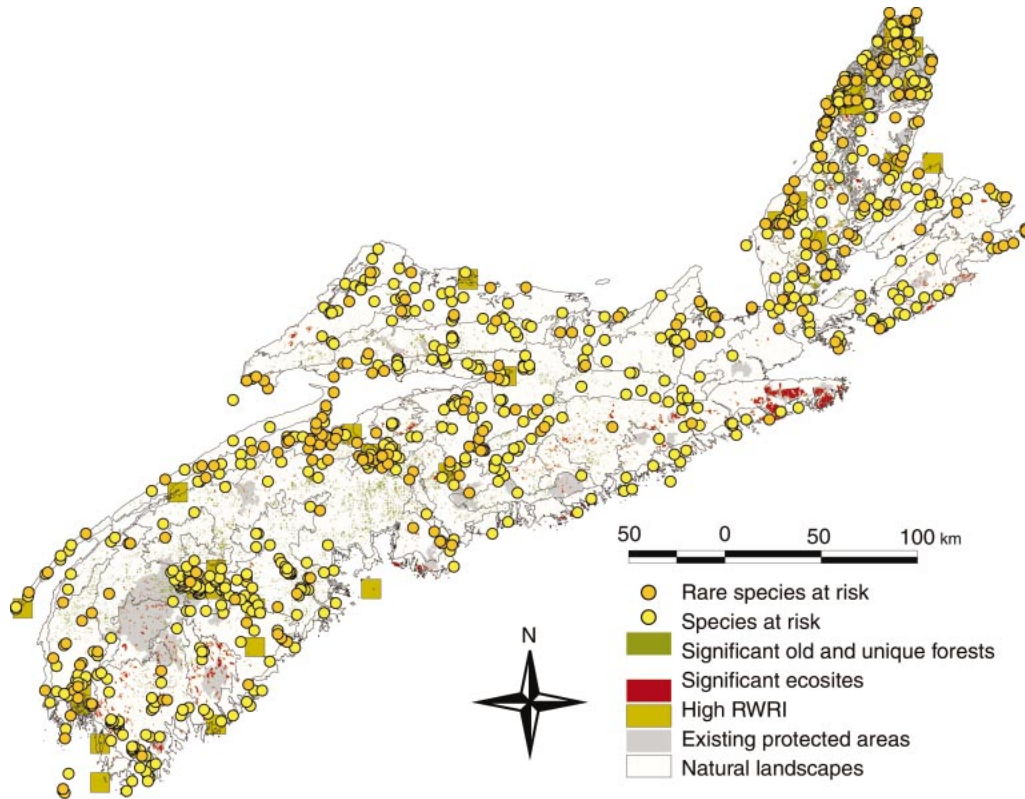 50 0 50 100 km
Rare species at risk
Species at risk
Significant old and unique forests
N
Significant ecosites
High RWRI
Existing protected areas
Natural landscapes